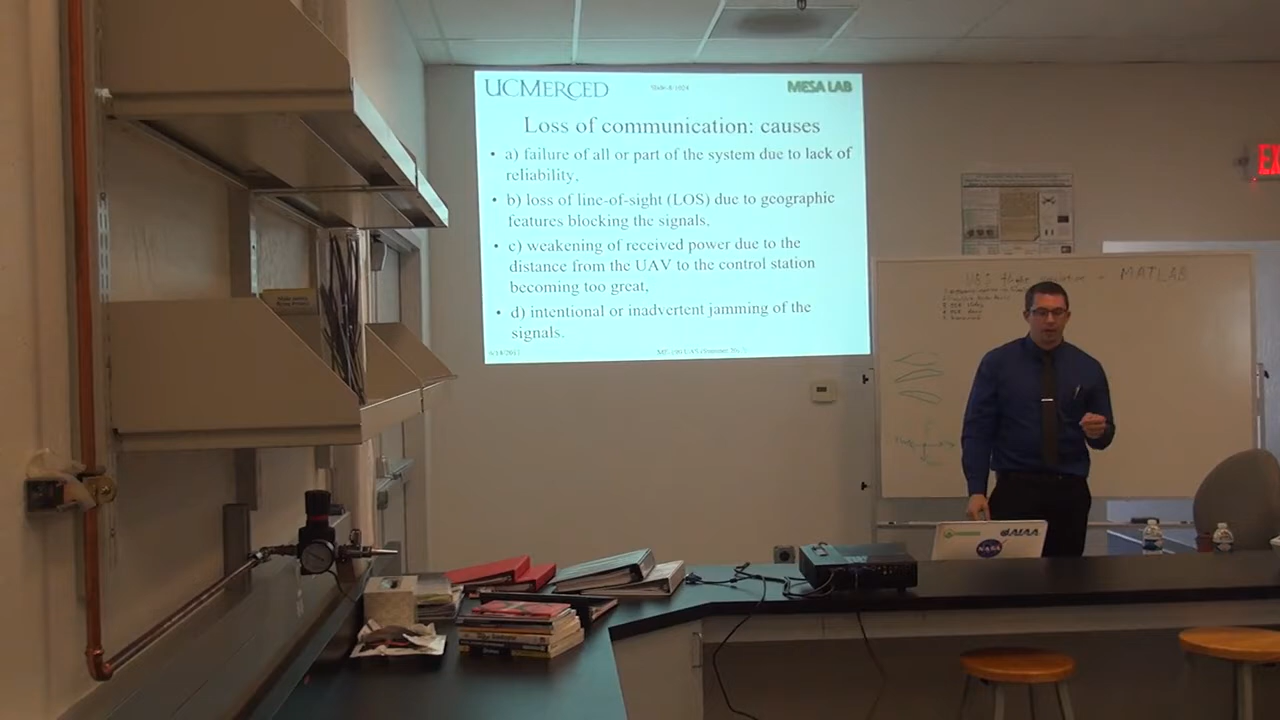 UCMERCED
MESA LAB
Loss of communication: causes
• a) failure of all or part of the system due to lack of
reliability,
• b) loss of line-of-sight (LOS) due to geographic
features blocking the signals,
• c) weakening of received power due to the
distance from the UAV to the control station
becoming too great,
• d) intentional or inadvertent jamming of the
signals.
EX
MATLAB
AIAA
NASA